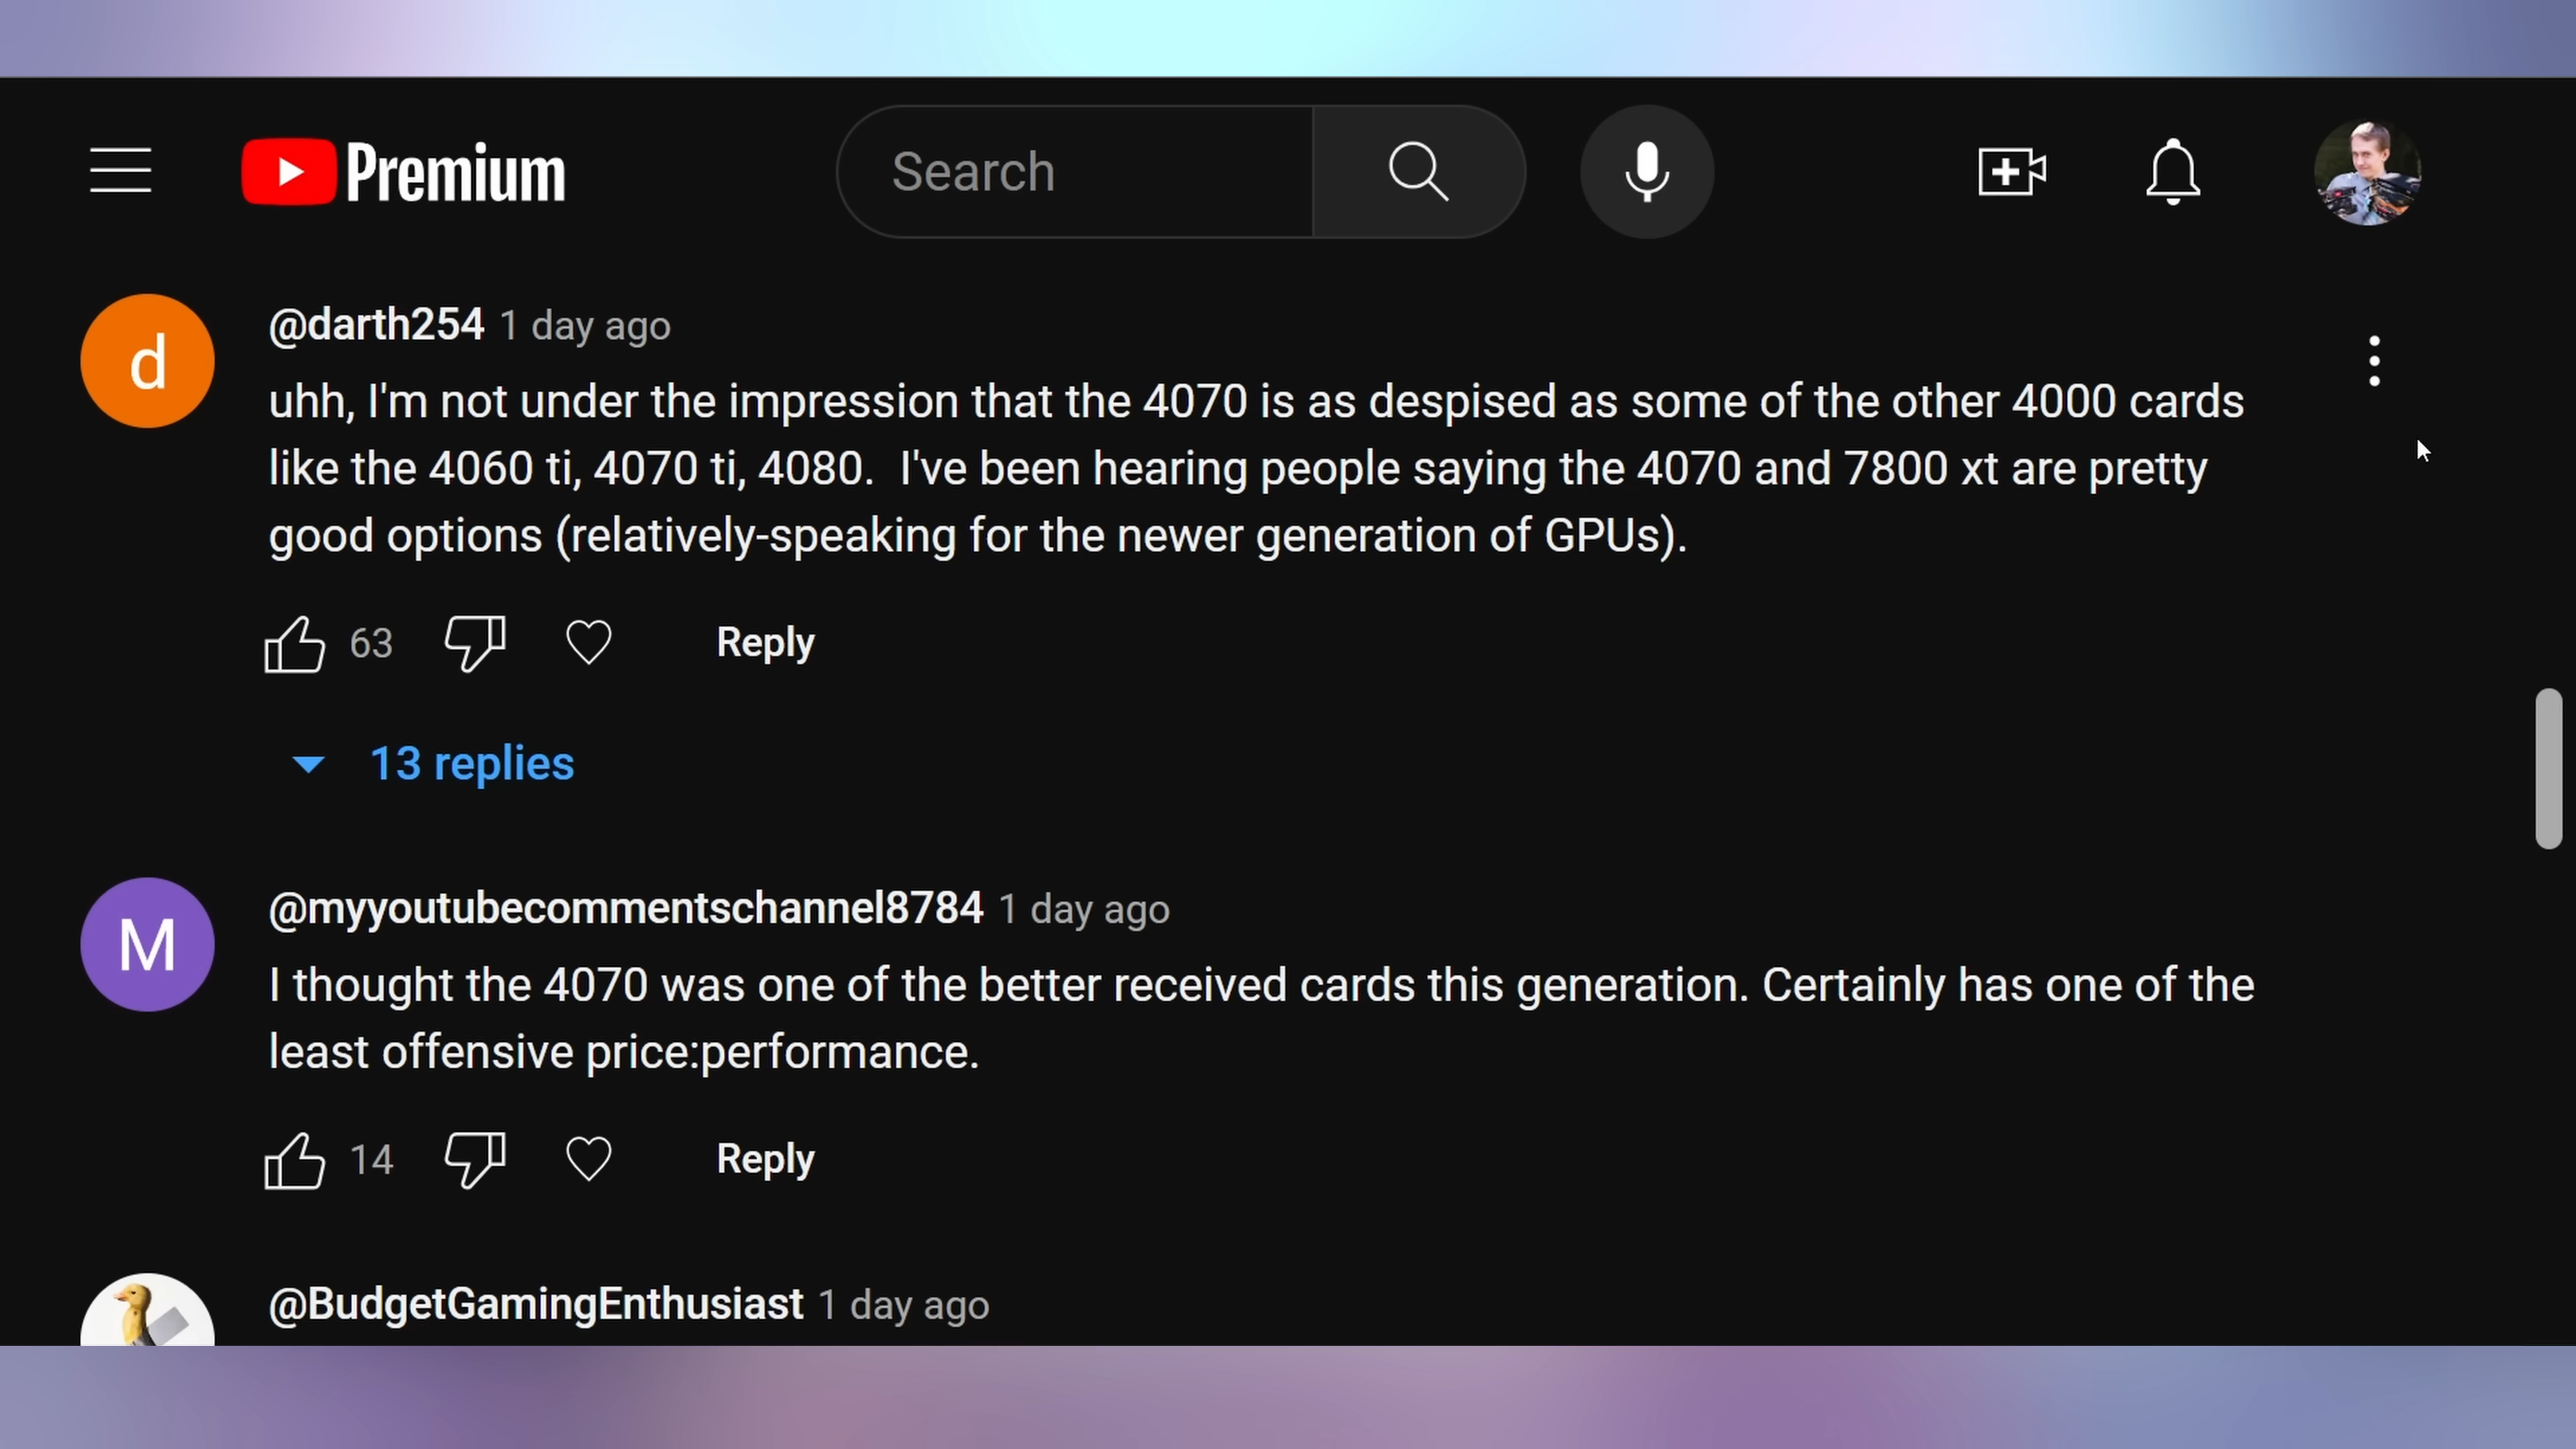 Premium
Search
d
@darth254 1 day ago
uhh, I'm not under the impression that the 4070 is as despised as some of the other 4000 cards
like the 4060 ti, 4070 ti, 4080.  I've been hearing people saying the 4070 and 7800 xt are pretty
good options (relatively-speaking for the newer generation of GPUs).
63 Reply
13 replies
M
@myyoutubecommentschannel8784 1 day ago
I thought the 4070 was one of the better received cards this generation. Certainly has one of the
least offensive price:performance.
14 Reply
@BudgetGamingEnthusiast 1 day ago